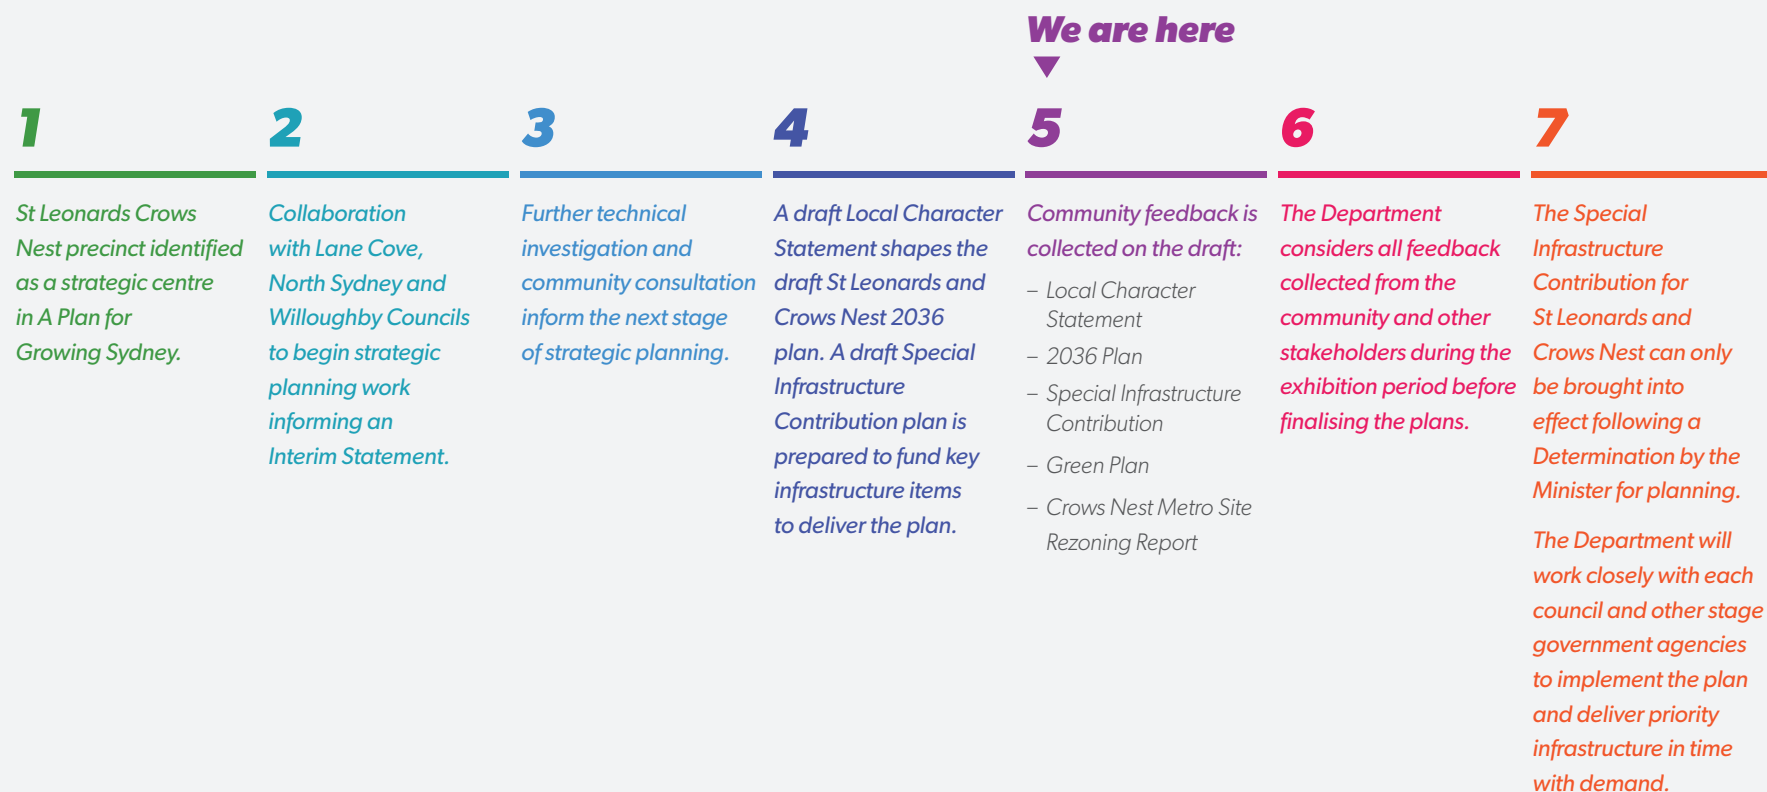 We are here
1
St Leonards Crows
Nest precinct identified
as a strategic centre
in A Plan for
Growing Sydney.
2
Collaboration
with Lane Cove,
North Sydney and
Willoughby Councils
to begin strategic
planning work
informing an
Interim Statement.
3
Further technical
investigation and
community consultation
inform the next stage
of strategic planning.
4
A draft Local Character
Statement shapes the
draft St Leonards and
Crows Nest 2036
plan. A draft Special
Infrastructure
Contribution plan is
prepared to fund key
infrastructure items
to deliver the plan.
5
Community feedback is
collected on the draft:
– Local Character
Statement
– 2036 Plan
– Special Infrastructure
Contribution
– Green Plan
– Crows Nest Metro Site
Rezoning Report
6
The Department
considers all feedback
collected from the
community and other
stakeholders during the
exhibition period before
finalising the plans.
7
The Special
Infrastructure
Contribution for
St Leonards and
Crows Nest can only
be brought into
effect following a
Determination by the
Minister for planning.
The Department will
work closely with each
council and other stage
government agencies
to implement the plan
and deliver priority
infrastructure in time
with demand.